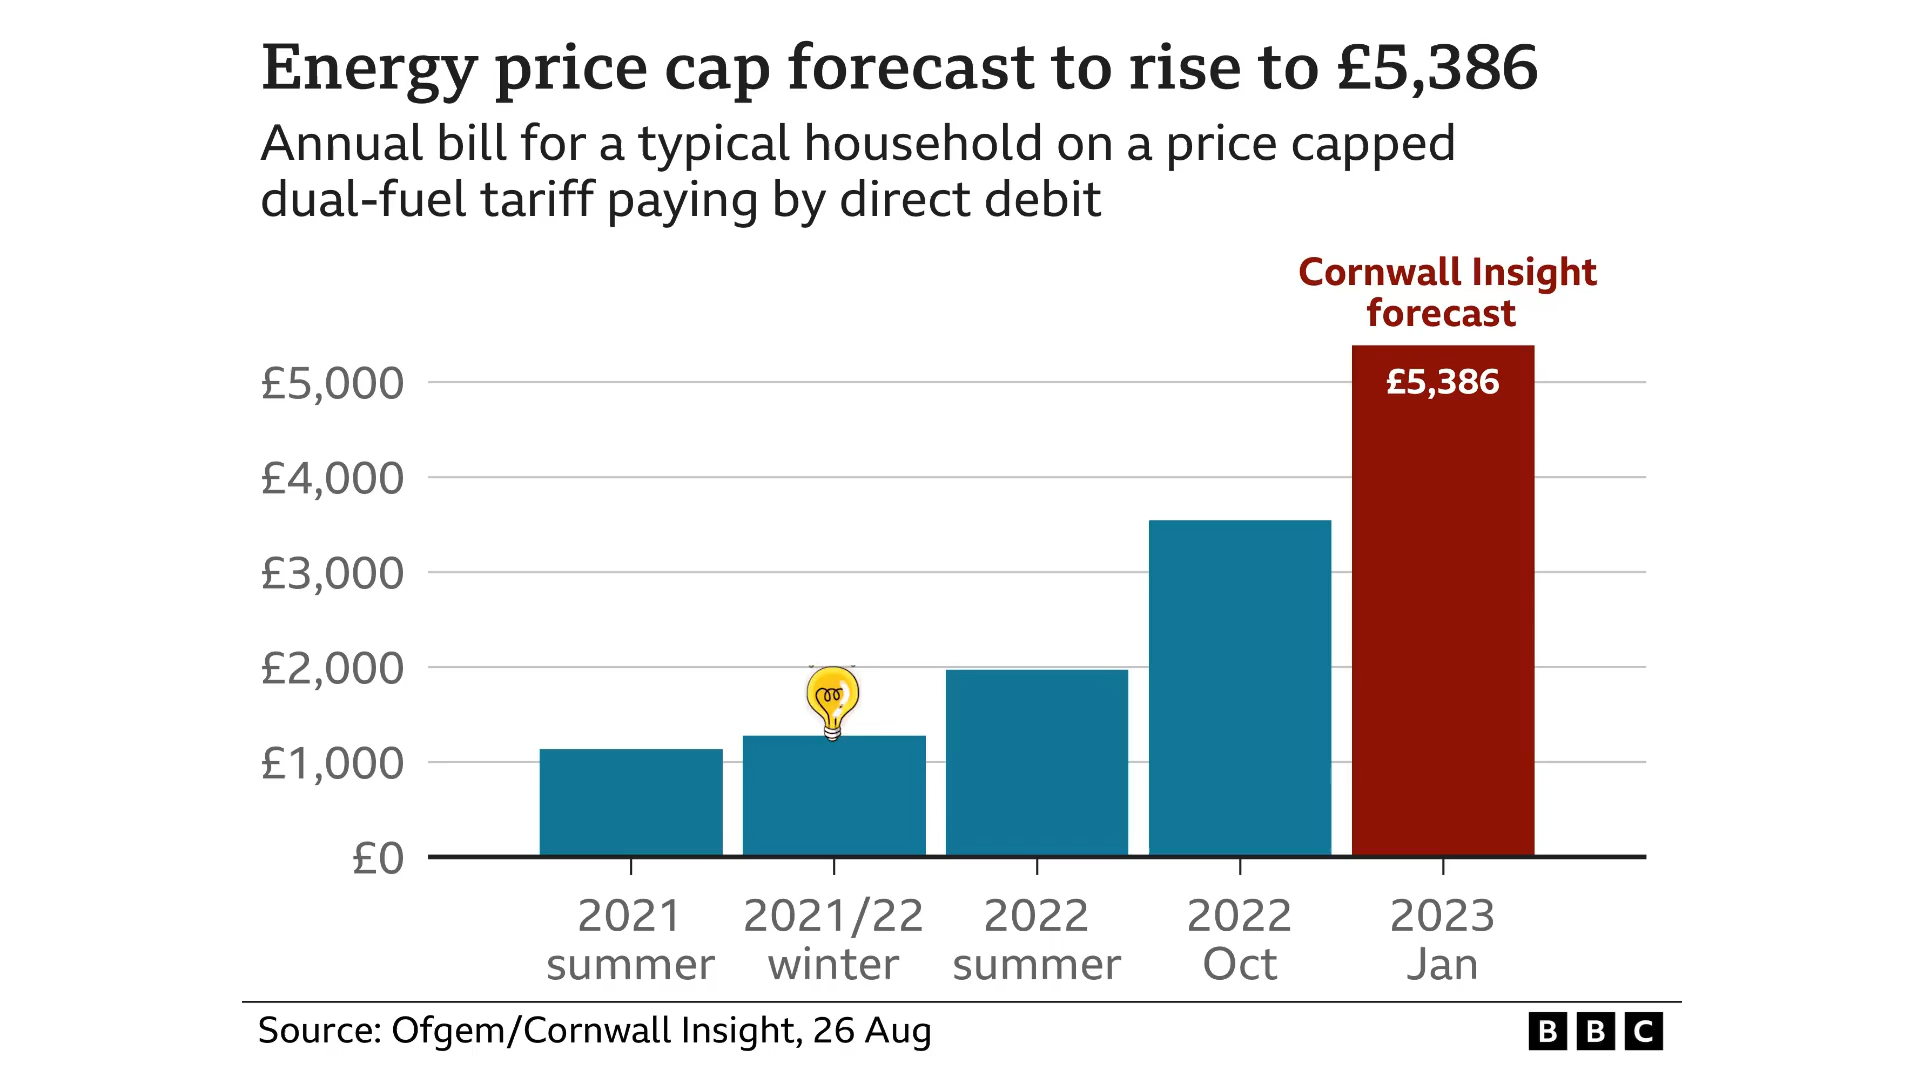 Energy price cap forecast to rise to £5,386
Annual bill for a typical household on a price capped
dual-fuel tariff paying by direct debit
Cornwall Insight
forecast
£5,386
£5,000
£4,000
£3,000
£2,000
£1,000
£0
2021
summer
2021/22
winter
2022
summer
2022
Oct
2023
Jan
Source: Ofgem/Cornwall Insight, 26 Aug
BBC